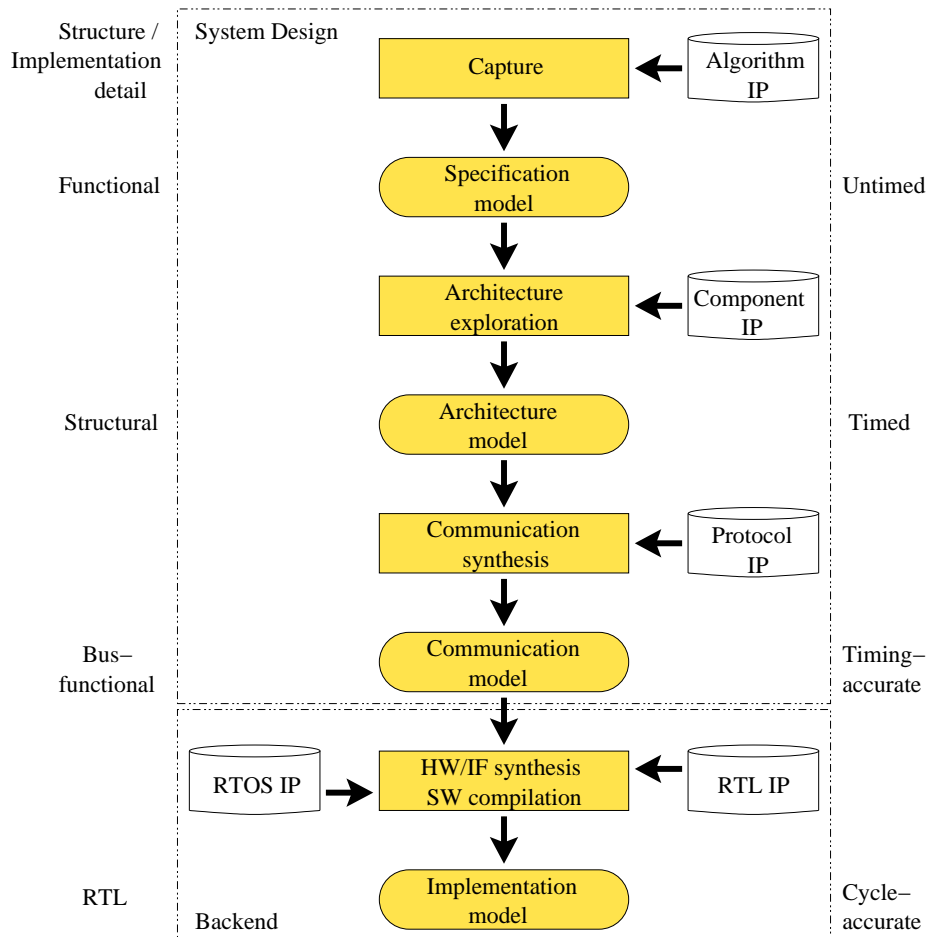 Structure /
Implementation
detail
System Design
Capture
Algorithm
IP
Functional
Specification
model
Untimed
Architecture
exploration
Component
IP
Structural
Architecture
model
Timed
Communication
synthesis
Protocol
IP
Bus−
functional
Communication
model
Timing−
accurate
RTOS IP
HW/IF synthesis
SW compilation
RTL IP
RTL
Implementation
model
Cycle−
accurate
Backend